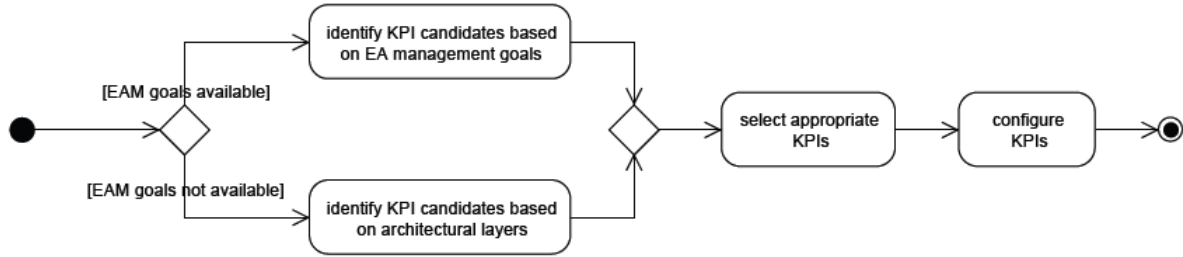 identify KPI candidates based
on EA management goals
[EAM goals available]
select appropriate
KPIs
configure
KPIs
[EAM goals not available]
identify KPI candidates based
on architectural layers